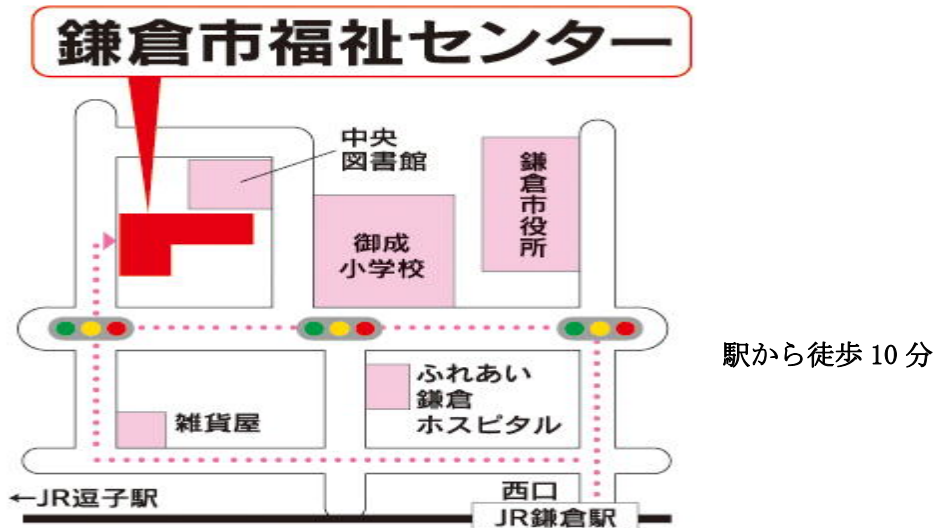 鎌倉市福祉センター
中央
図書館
鎌倉市役所
御成
小学校
駅から徒歩 10 分
ふれあい
鎌倉
ホスピタル
雑貨屋
←JR逗子駅
西口
JR鎌倉駅